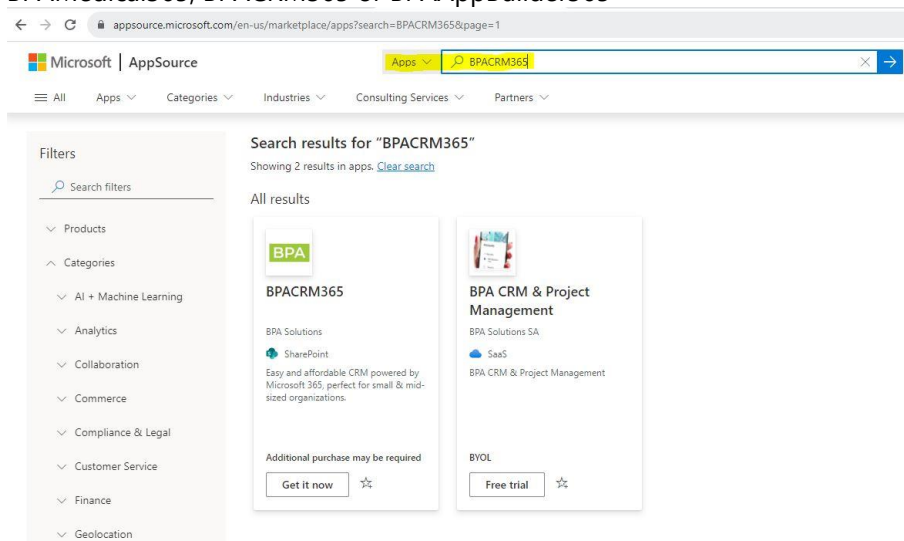 appsource.microsoft.com/en-us/marketplace/apps?search=BPACRM365&page=1
Microsoft | AppSource
Apps
BPACRM365
All
Apps
Categories
Industries
Consulting Services
Partners
Filters
Search filters
Products
Categories
AI + Machine Learning
Analytics
Collaboration
Commerce
Compliance & Legal
Customer Service
Finance
Geolocation
Search results for "BPACRM365"
Showing 2 results in apps. Clear search
All results
BPA
BPACRM365
BPA Solutions
SharePoint
Easy and affordable CRM powered by
Microsoft 365, perfect for small & mid-
sized organizations.
Additional purchase may be required
Get it now
BPA CRM & Project
Management
BPA Solutions SA
SaaS
BPA CRM & Project Management
BYOL
Free trial